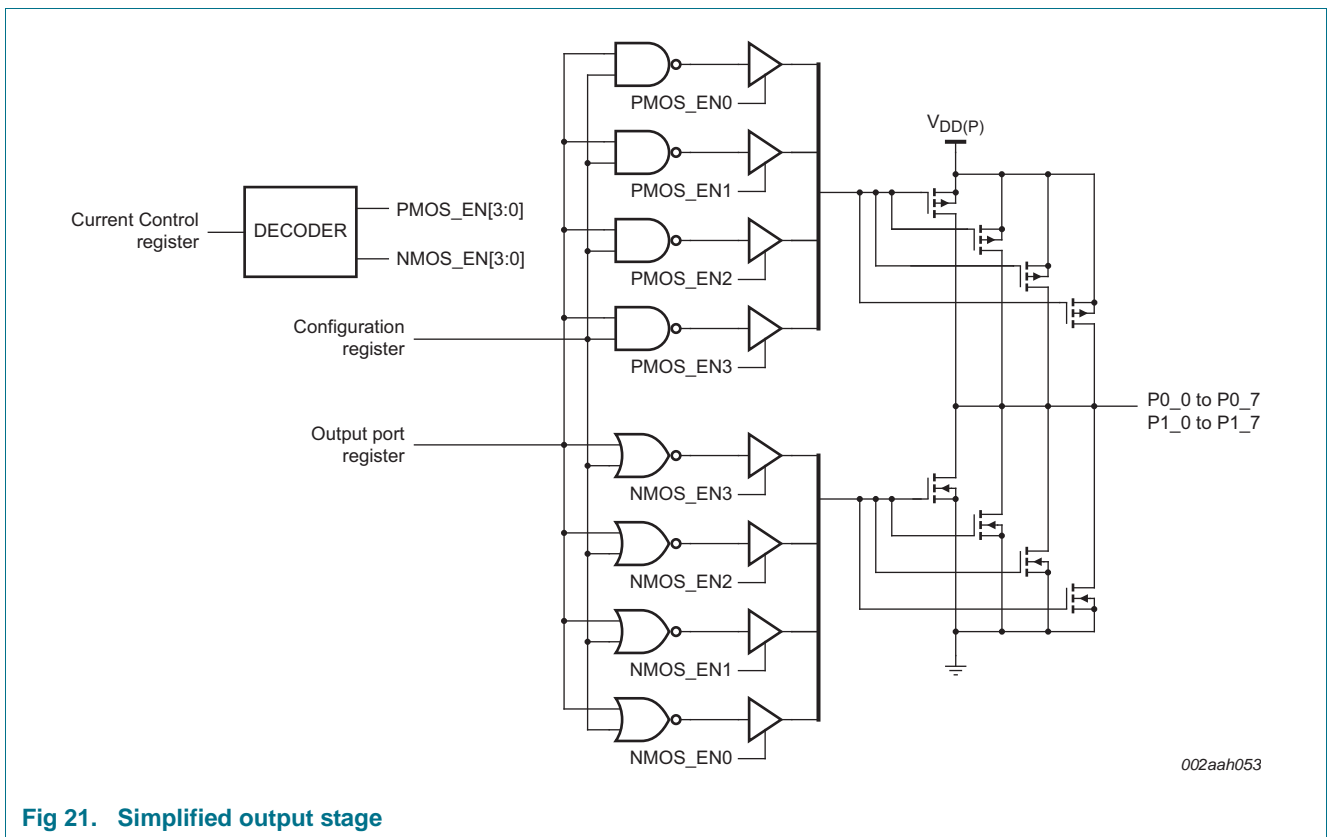 PMOS_EN0
PMOS_EN1
PMOS_EN2
PMOS_EN3
VDD(P)
Current Control
register
DECODER
PMOS_EN[3:0]
NMOS_EN[3:0]
Configuration
register
Output port
register
P0_0 to P0_7
P1_0 to P1_7
NMOS_EN3
NMOS_EN2
NMOS_EN1
NMOS_EN0
002aah053
Fig 21. Simplified output stage